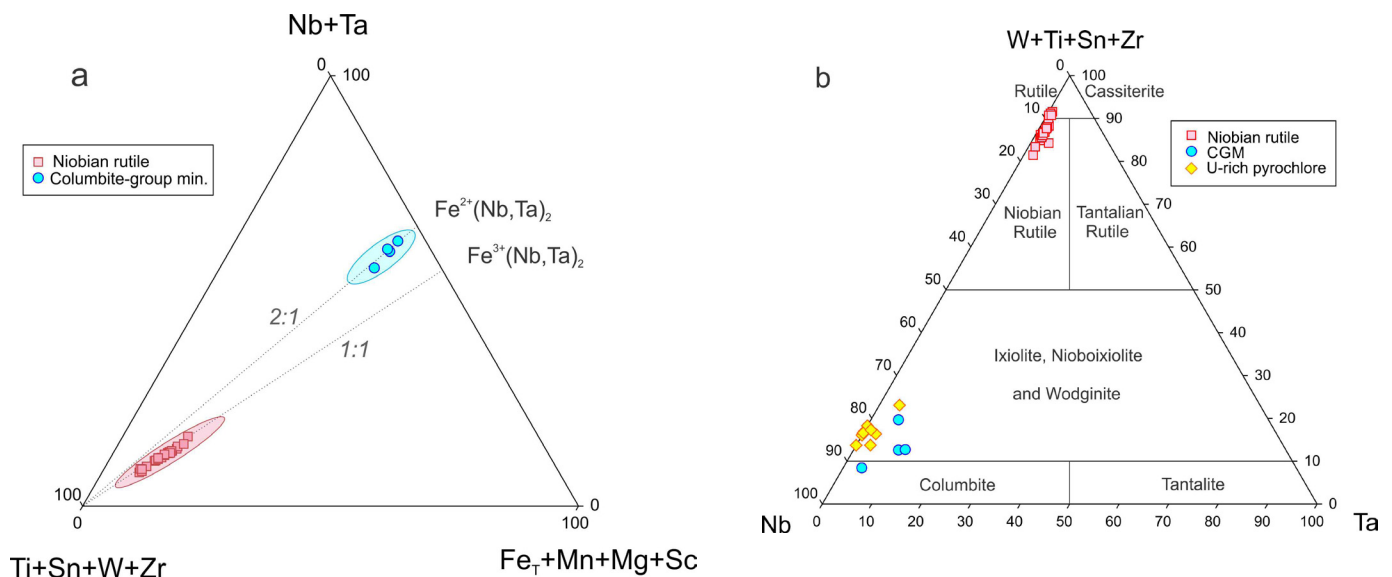 Nb+Ta
a
0
100
Niobian rutile
Columbite-group min.
Fe²⁺(Nb,Ta)₂
Fe³⁺(Nb,Ta)₂
2:1
1:1
100
0
0
100
Ti+Sn+W+Zr
Fe_T+Mn+Mg+Sc
W+Ti+Sn+Zr
b
0
100
Rutile
Cassiterite
10
90
20
80
30
70
40
60
50
50
60
40
70
30
80
20
90
10
100
0
Niobian rutile
CGM
U-rich pyrochlore
Niobian
Rutile
Tantalian
Rutile
Ixiolite, Nioboixiolite
and Wodginite
Columbite
Tantalite
Nb
0 10 20 30 40 50 60 70 80 90 100
Ta